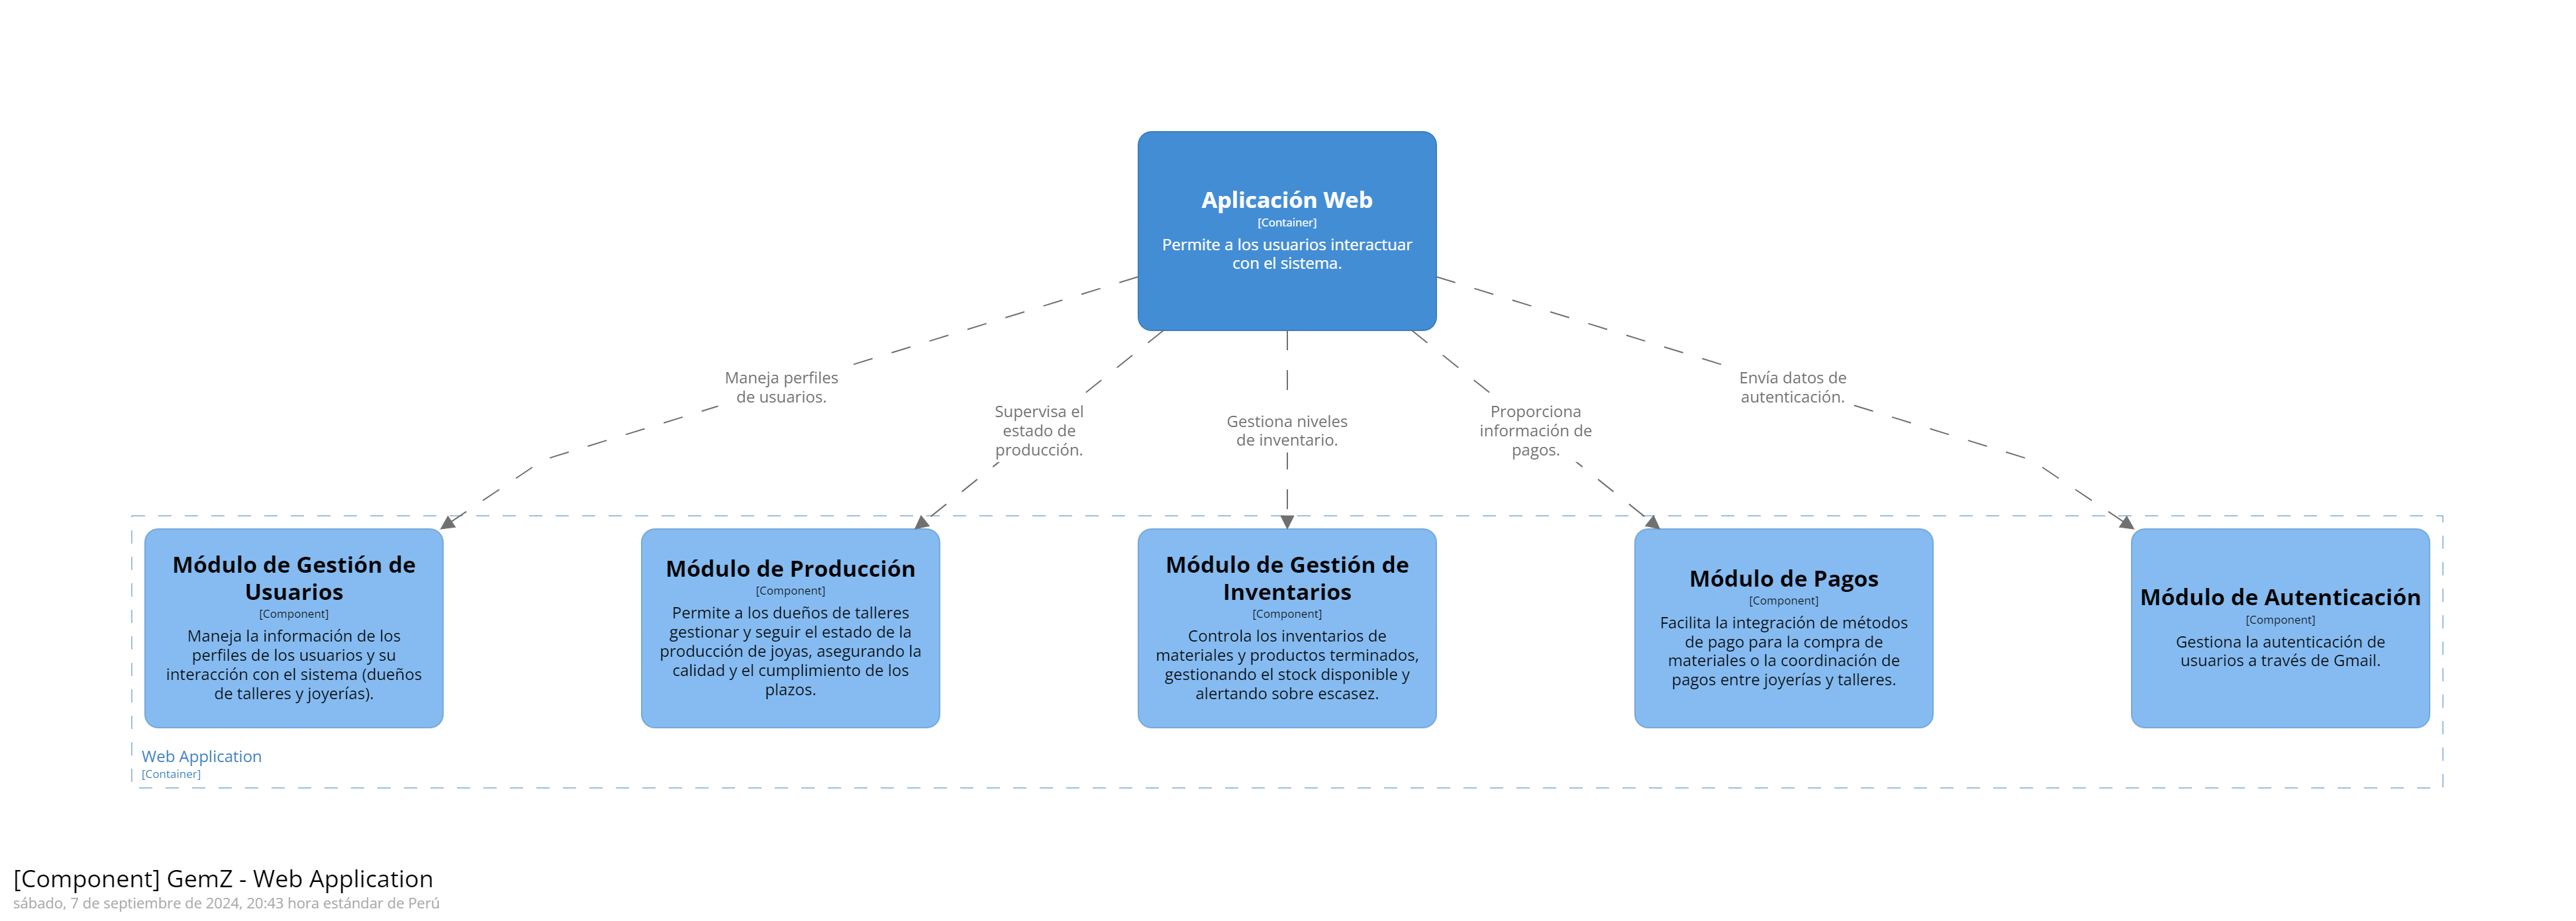 Aplicación Web
[Container]
Permite a los usuarios interactuar
con el sistema.
Maneja perfiles
de usuarios.
Supervisa el
estado de
producción.
Gestiona niveles
de inventario.
Proporciona
información de
pagos.
Envía datos de
autenticación.
Módulo de Gestión de
Usuarios
[Component]
Maneja la información de los
perfiles de los usuarios y su
interacción con el sistema (dueños
de talleres y joyerías).
Módulo de Producción
[Component]
Permite a los dueños de talleres
gestionar y seguir el estado de la
producción de joyas, asegurando la
calidad y el cumplimiento de los
plazos.
Módulo de Gestión de
Inventarios
[Component]
Controla los inventarios de
materiales y productos terminados,
gestionando el stock disponible y
alertando sobre escasez.
Módulo de Pagos
[Component]
Facilita la integración de métodos
de pago para la compra de
materiales o la coordinación de
pagos entre joyerías y talleres.
Módulo de Autenticación
[Component]
Gestiona la autenticación de
usuarios a través de Gmail.
Web Application
[Container]
[Component] GemZ - Web Application
sábado, 7 de septiembre de 2024, 20:43 hora estándar de Perú